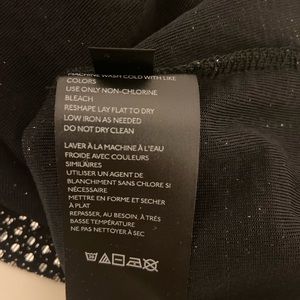 MACHINE WASH COLD WITH LIKE
COLORS
USE ONLY NON-CHLORINE
BLEACH
RESHAPE LAY FLAT TO DRY
LOW IRON AS NEEDED
DO NOT DRY CLEAN
LAVER À LA MACHINE À L'EAU
FROIDE AVEC COULEURS
SIMILAIRES
UTILISER UN AGENT DE
BLANCHIMENT SANS CHLORE SI
NÉCESSAIRE
METTRE EN FORME ET SÉCHER
À PLAT
REPASSER, AU BESOIN, À TRÈS
BASSE TEMPÉRATURE
NE PAS NETTOYER À SEC